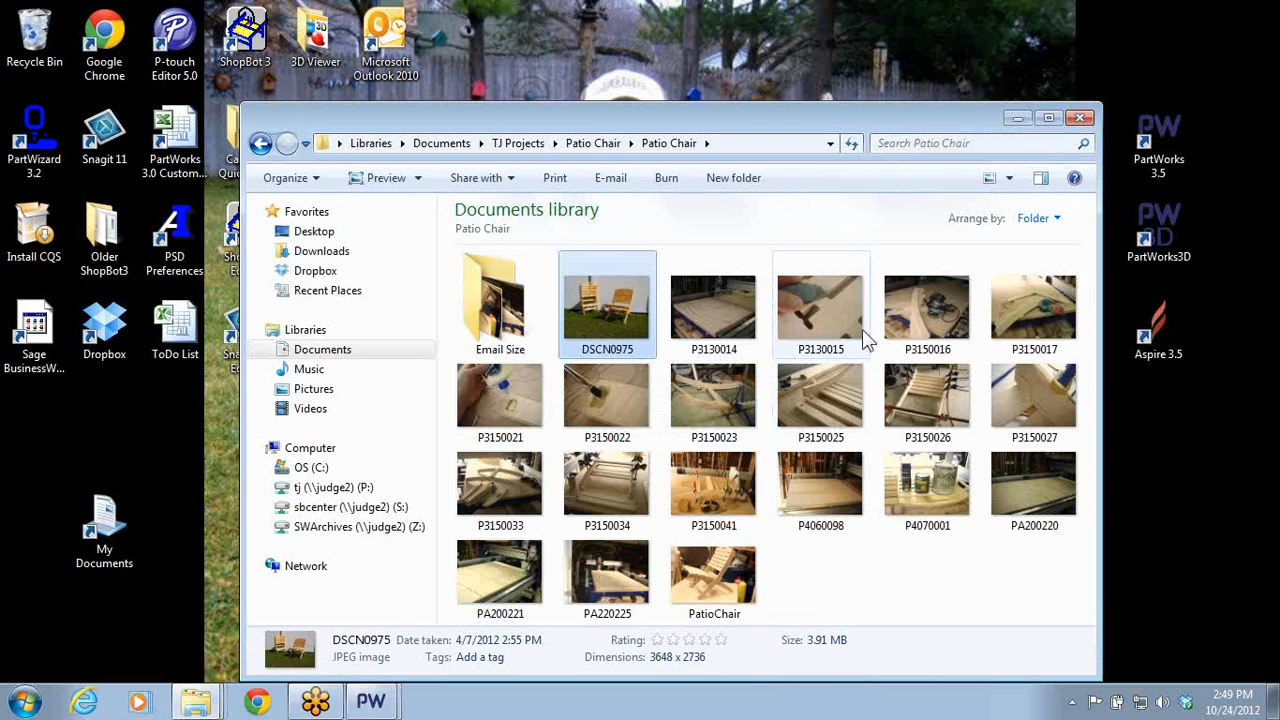 Recycle Bin
Google Chrome
P-touch Editor 5.0
ShopBot 3
3D Viewer
Microsoft Outlook 2010
PartWizard 3.2
Snagit 11
PartWorks 3.0 Custom...
Install CQS
Older ShopBot3
PSD Preferences
Sage BusinessW...
Dropbox
ToDo List
My Documents
PartWorks 3.5
PartWorks3D
Aspire 3.5
Libraries Documents TJ Projects Patio Chair Patio Chair
Search Patio Chair
Organize Preview Share with Print E-mail Burn New folder
Favorites
Desktop
Downloads
Dropbox
Recent Places
Libraries
Documents
Music
Pictures
Videos
Computer
OS (C:)
tj (\\judge2) (P:)
sbcenter (\\judge2) (S:)
SWArchives (\\judge2) (Z:)
Network
Documents library
Patio Chair
Arrange by: Folder
Email Size DSCN0975 P3130014 P3130015 P3150016 P3150017
P3150021 P3150022 P3150023 P3150025 P3150026 P3150027
P3150033 P3150034 P3150041 P4060098 P4070001 PA200220
PA200221 PA220225 PatioChair
DSCN0975 Date taken: 4/7/2012 2:55 PM Rating: Size: 3.91 MB
JPEG image Tags: Add a tag Dimensions: 3648 x 2736
PW
2:49 PM
10/24/2012